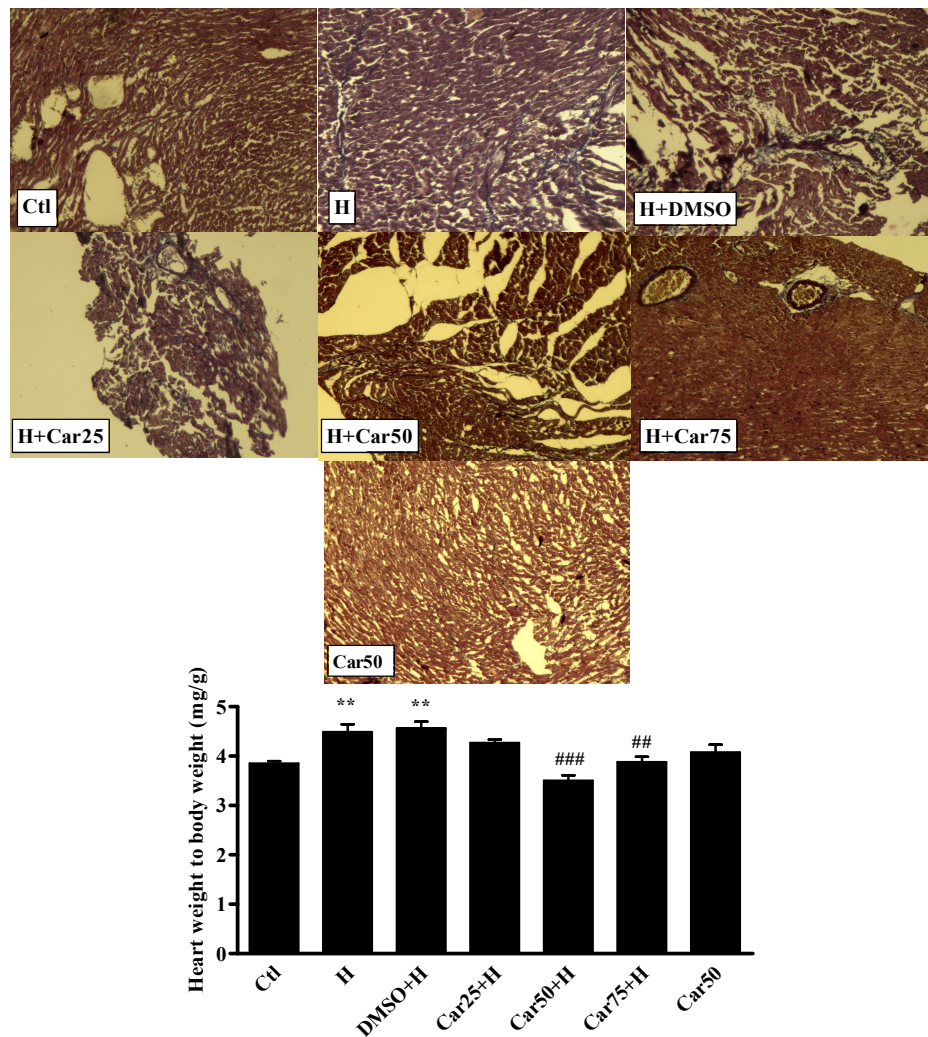 Ctl
H
H+DMSO
H+Car25
H+Car50
H+Car75
Car50
Heart weight to body weight (mg/g)
5
4
3
2
1
0
**
**
###
##
Ctl
H
DMSO+H
Car25+H
Car50+H
Car75+H
Car50